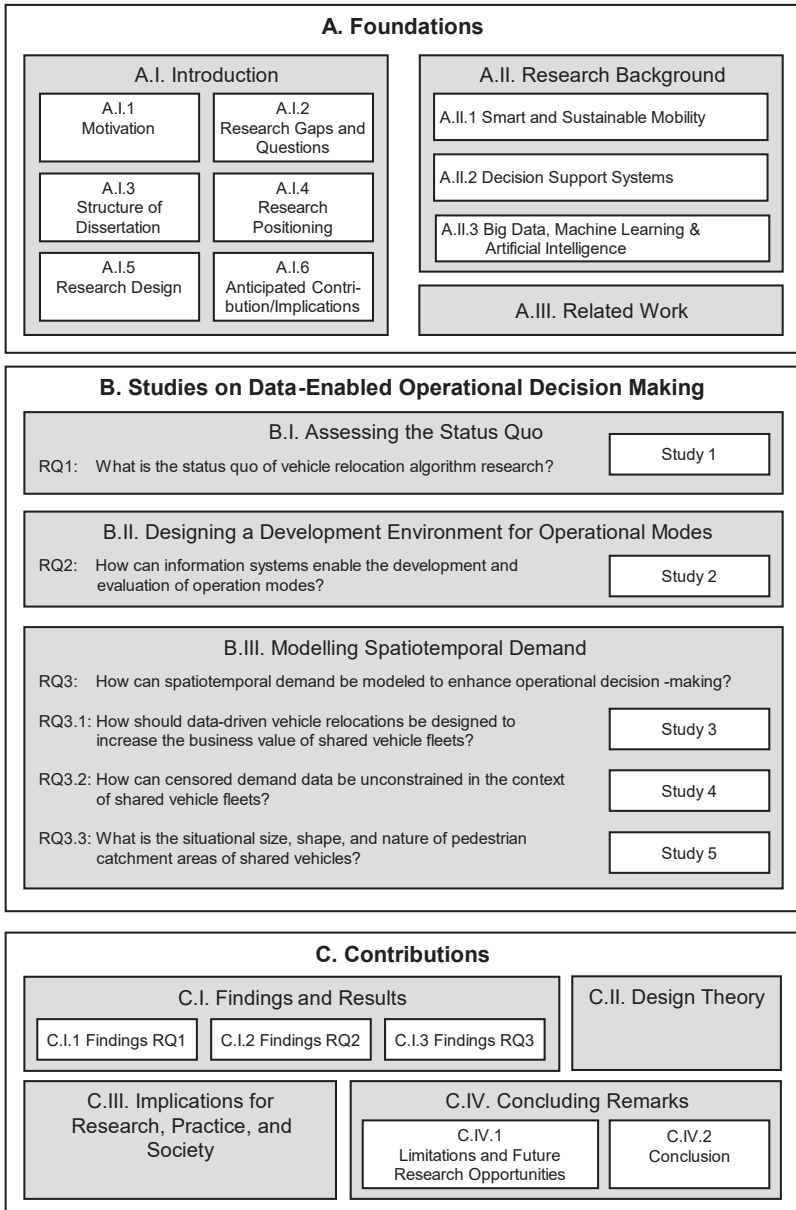 A. Foundations
A.I. Introduction
A.I.1
Motivation
A.I.2
Research Gaps and
Questions
A.I.3
Structure of
Dissertation
A.I.4
Research
Positioning
A.I.5
Research Design
A.I.6
Anticipated Contri-
bution/Implications
A.II. Research Background
A.II.1 Smart and Sustainable Mobility
A.II.2 Decision Support Systems
A.II.3 Big Data, Machine Learning &
Artificial Intelligence
A.III. Related Work
B. Studies on Data-Enabled Operational Decision Making
B.I. Assessing the Status Quo
RQ1: What is the status quo of vehicle relocation algorithm research?
Study 1
B.II. Designing a Development Environment for Operational Modes
RQ2: How can information systems enable the development and
evaluation of operation modes?
Study 2
B.III. Modelling Spatiotemporal Demand
RQ3: How can spatiotemporal demand be modeled to enhance operational decision -making?
RQ3.1: How should data-driven vehicle relocations be designed to
increase the business value of shared vehicle fleets?
Study 3
RQ3.2: How can censored demand data be unconstrained in the context
of shared vehicle fleets?
Study 4
RQ3.3: What is the situational size, shape, and nature of pedestrian
catchment areas of shared vehicles?
Study 5
C. Contributions
C.I. Findings and Results
C.I.1 Findings RQ1
C.I.2 Findings RQ2
C.I.3 Findings RQ3
C.II. Design Theory
C.III. Implications for
Research, Practice, and
Society
C.IV. Concluding Remarks
C.IV.1
Limitations and Future
Research Opportunities
C.IV.2
Conclusion